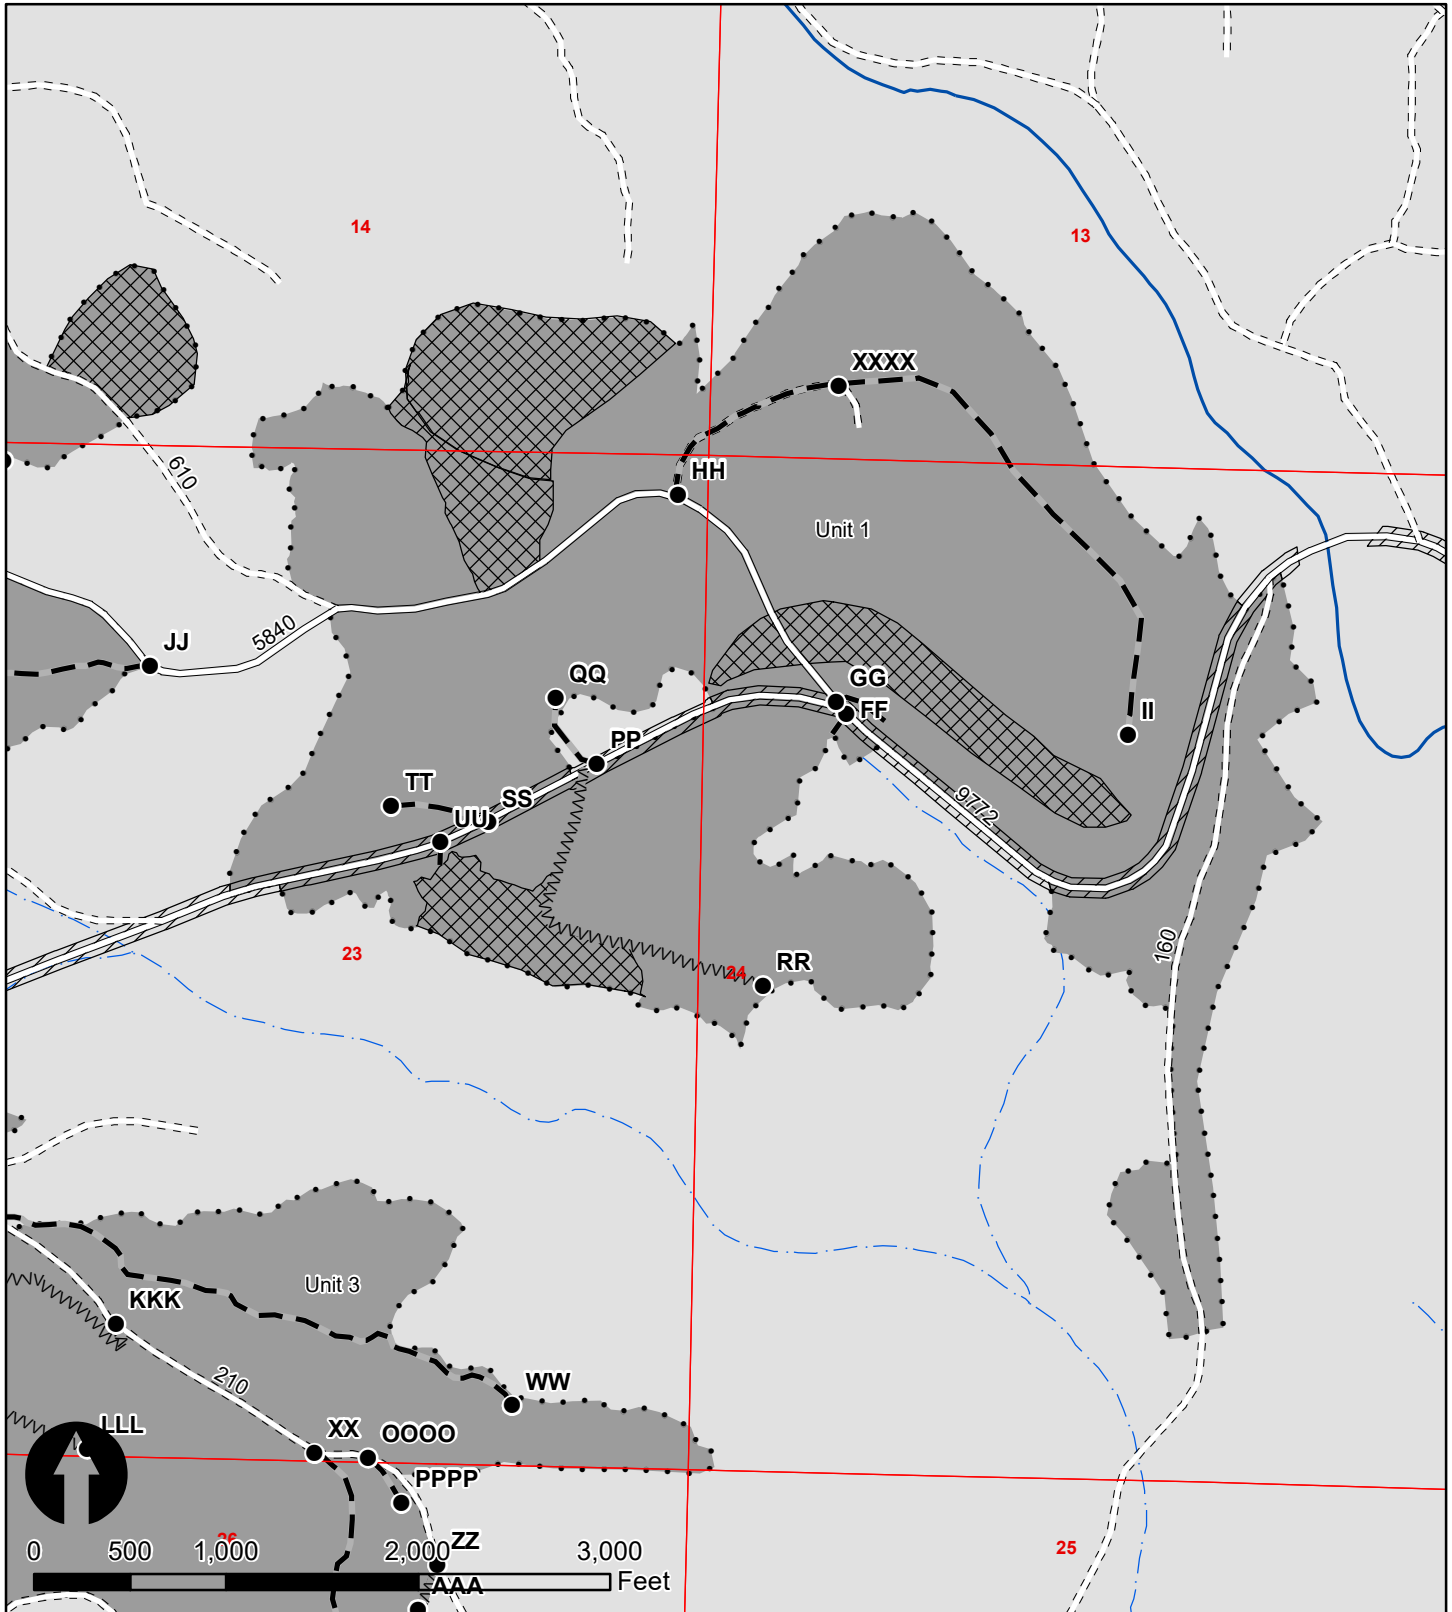 14
13
XXXX
610
HH
Unit 1
5840
JJ
QQ
GG
FF
II
PP
TT
SS
UU
9772
160
23
24
RR
Unit 3
KKK
210
WW
LLL
XX
OOOO
PPPP
26
25
ZZ
0 500 1,000 2,000 3,000
Feet
AAA